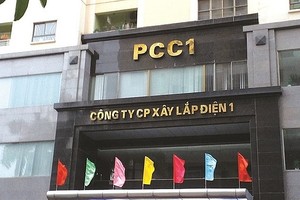 PCC1
CÔNG TY CP XÂY LẮP ĐIỆN 1